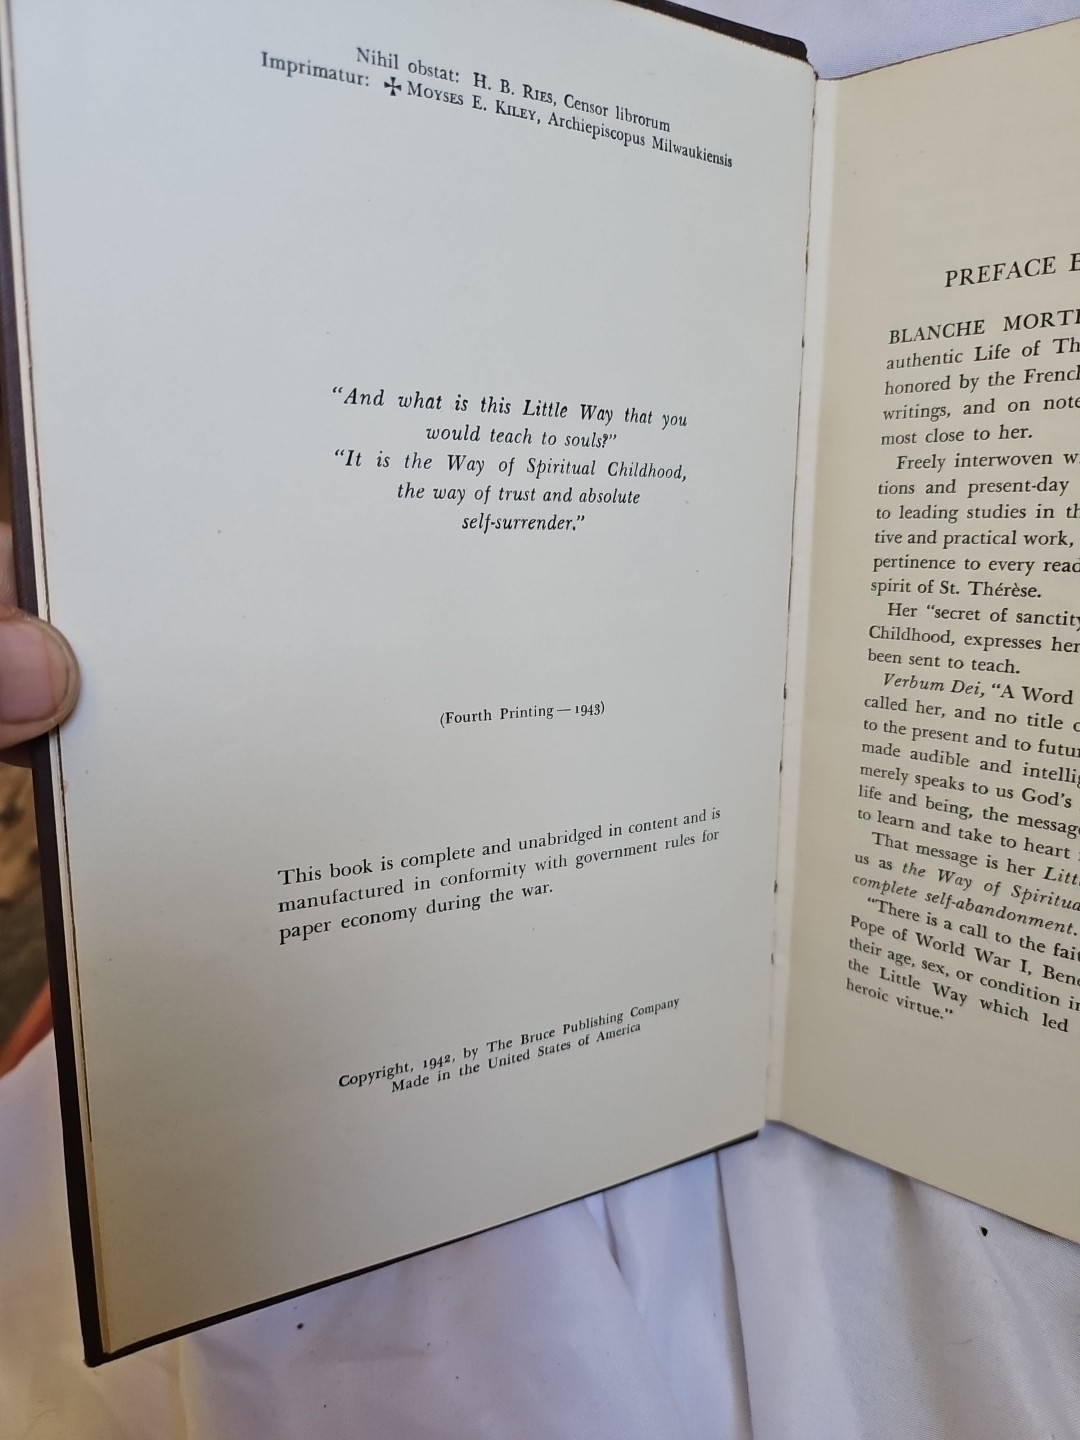 Nihil obstat: H. B. RIES, Censor librorum
Imprimatur: ✠ MOYSES E. KILEY, Archiepiscopus Milwaukiensis
"And what is this Little Way that you
would teach to souls?"
"It is the Way of Spiritual Childhood,
the way of trust and absolute
self-surrender."
(Fourth Printing — 1943)
This book is complete and unabridged in content and is
manufactured in conformity with government rules for
paper economy during the war.
Copyright, 1942, by The Bruce Publishing Company
Made in the United States of America
PREFACE
BLANCHE
authentic Life of
honored by the
writings, and on
most close to her.
Freely interwoven
tions and present-day
to leading studies in
tive and practical work,
pertinence to every
spirit of St. Thérèse.
Her "secret of
Childhood, expresses
been sent to teach.
Verbum Dei, "A Word
called her, and no title
to the present and to
made audible and
merely speaks to us God's
life and being, the
to learn and take to heart
That message is her
us as the Way of
complete self-abandonment.
"There is a call to the
Pope of World War I,
their age, sex, or condition
the Little Way which led
heroic virtue."